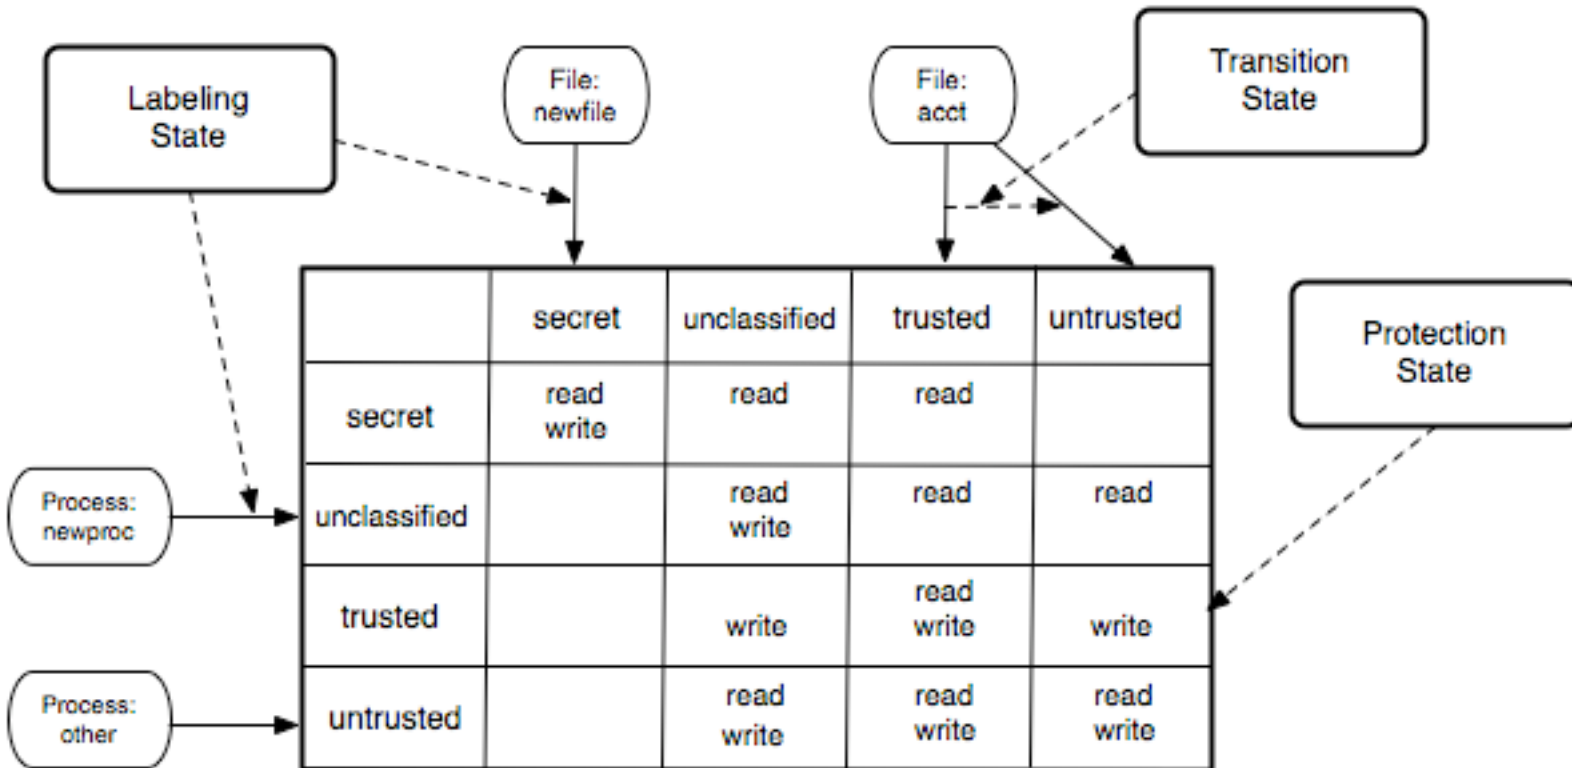 Labeling
State
File:
newfile
File:
acct
Transition
State
secret unclassified trusted untrusted
Protection
State
secret
read
write
read
read
Process:
newproc
unclassified
read
write
read
read
trusted
write
read
write
write
Process:
other
untrusted
read
write
read
write
read
write